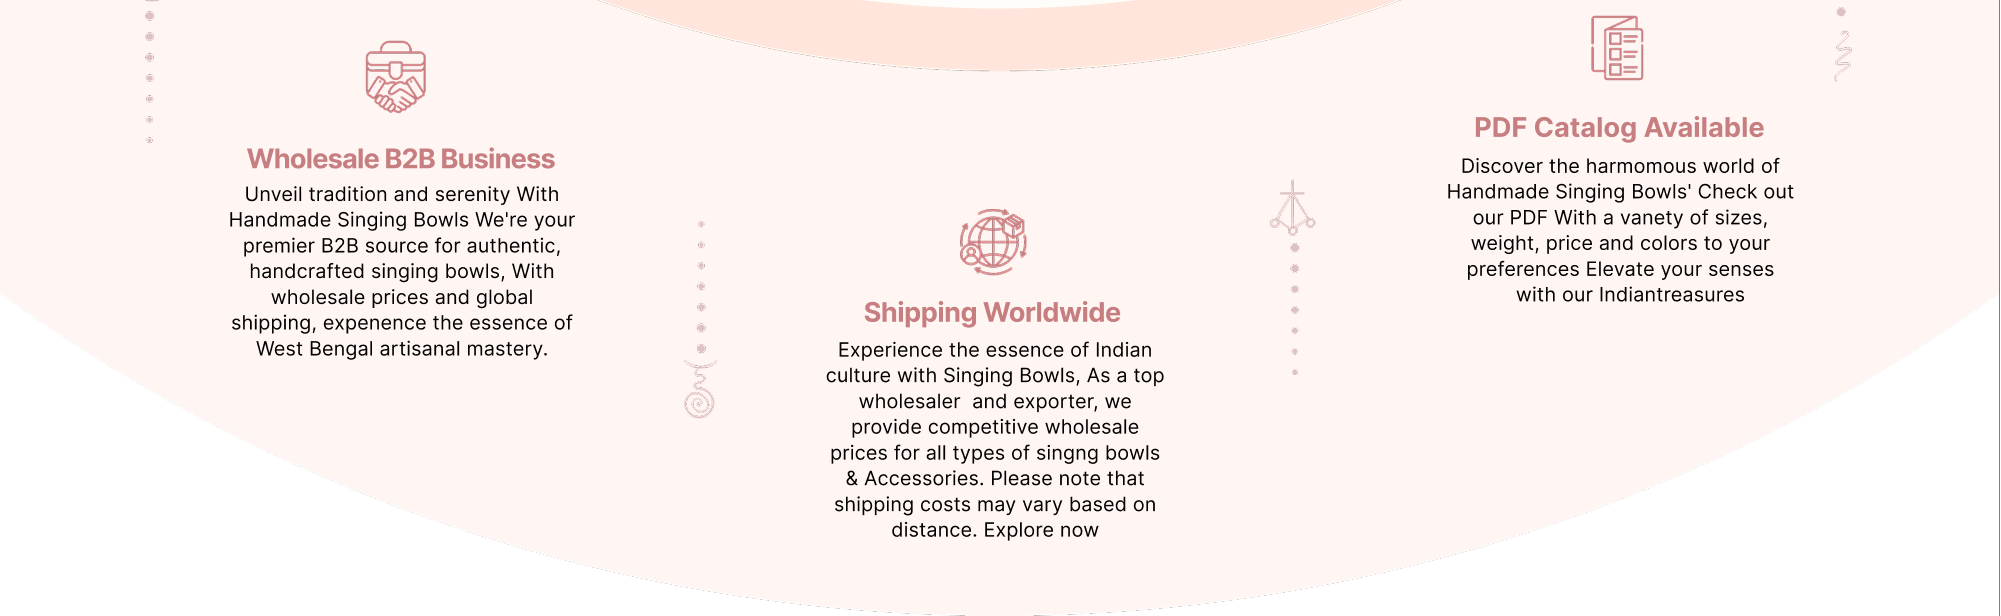 Wholesale B2B Business
Unveil tradition and serenity With
Handmade Singing Bowls We're your
premier B2B source for authentic,
handcrafted singing bowls, With
wholesale prices and global
shipping, expenence the essence of
West Bengal artisanal mastery.
Shipping Worldwide
Experience the essence of Indian
culture with Singing Bowls, As a top
wholesaler  and exporter, we
provide competitive wholesale
prices for all types of singng bowls
& Accessories. Please note that
shipping costs may vary based on
distance. Explore now
PDF Catalog Available
Discover the harmomous world of
Handmade Singing Bowls' Check out
our PDF With a vanety of sizes,
weight, price and colors to your
preferences Elevate your senses
with our Indiantreasures